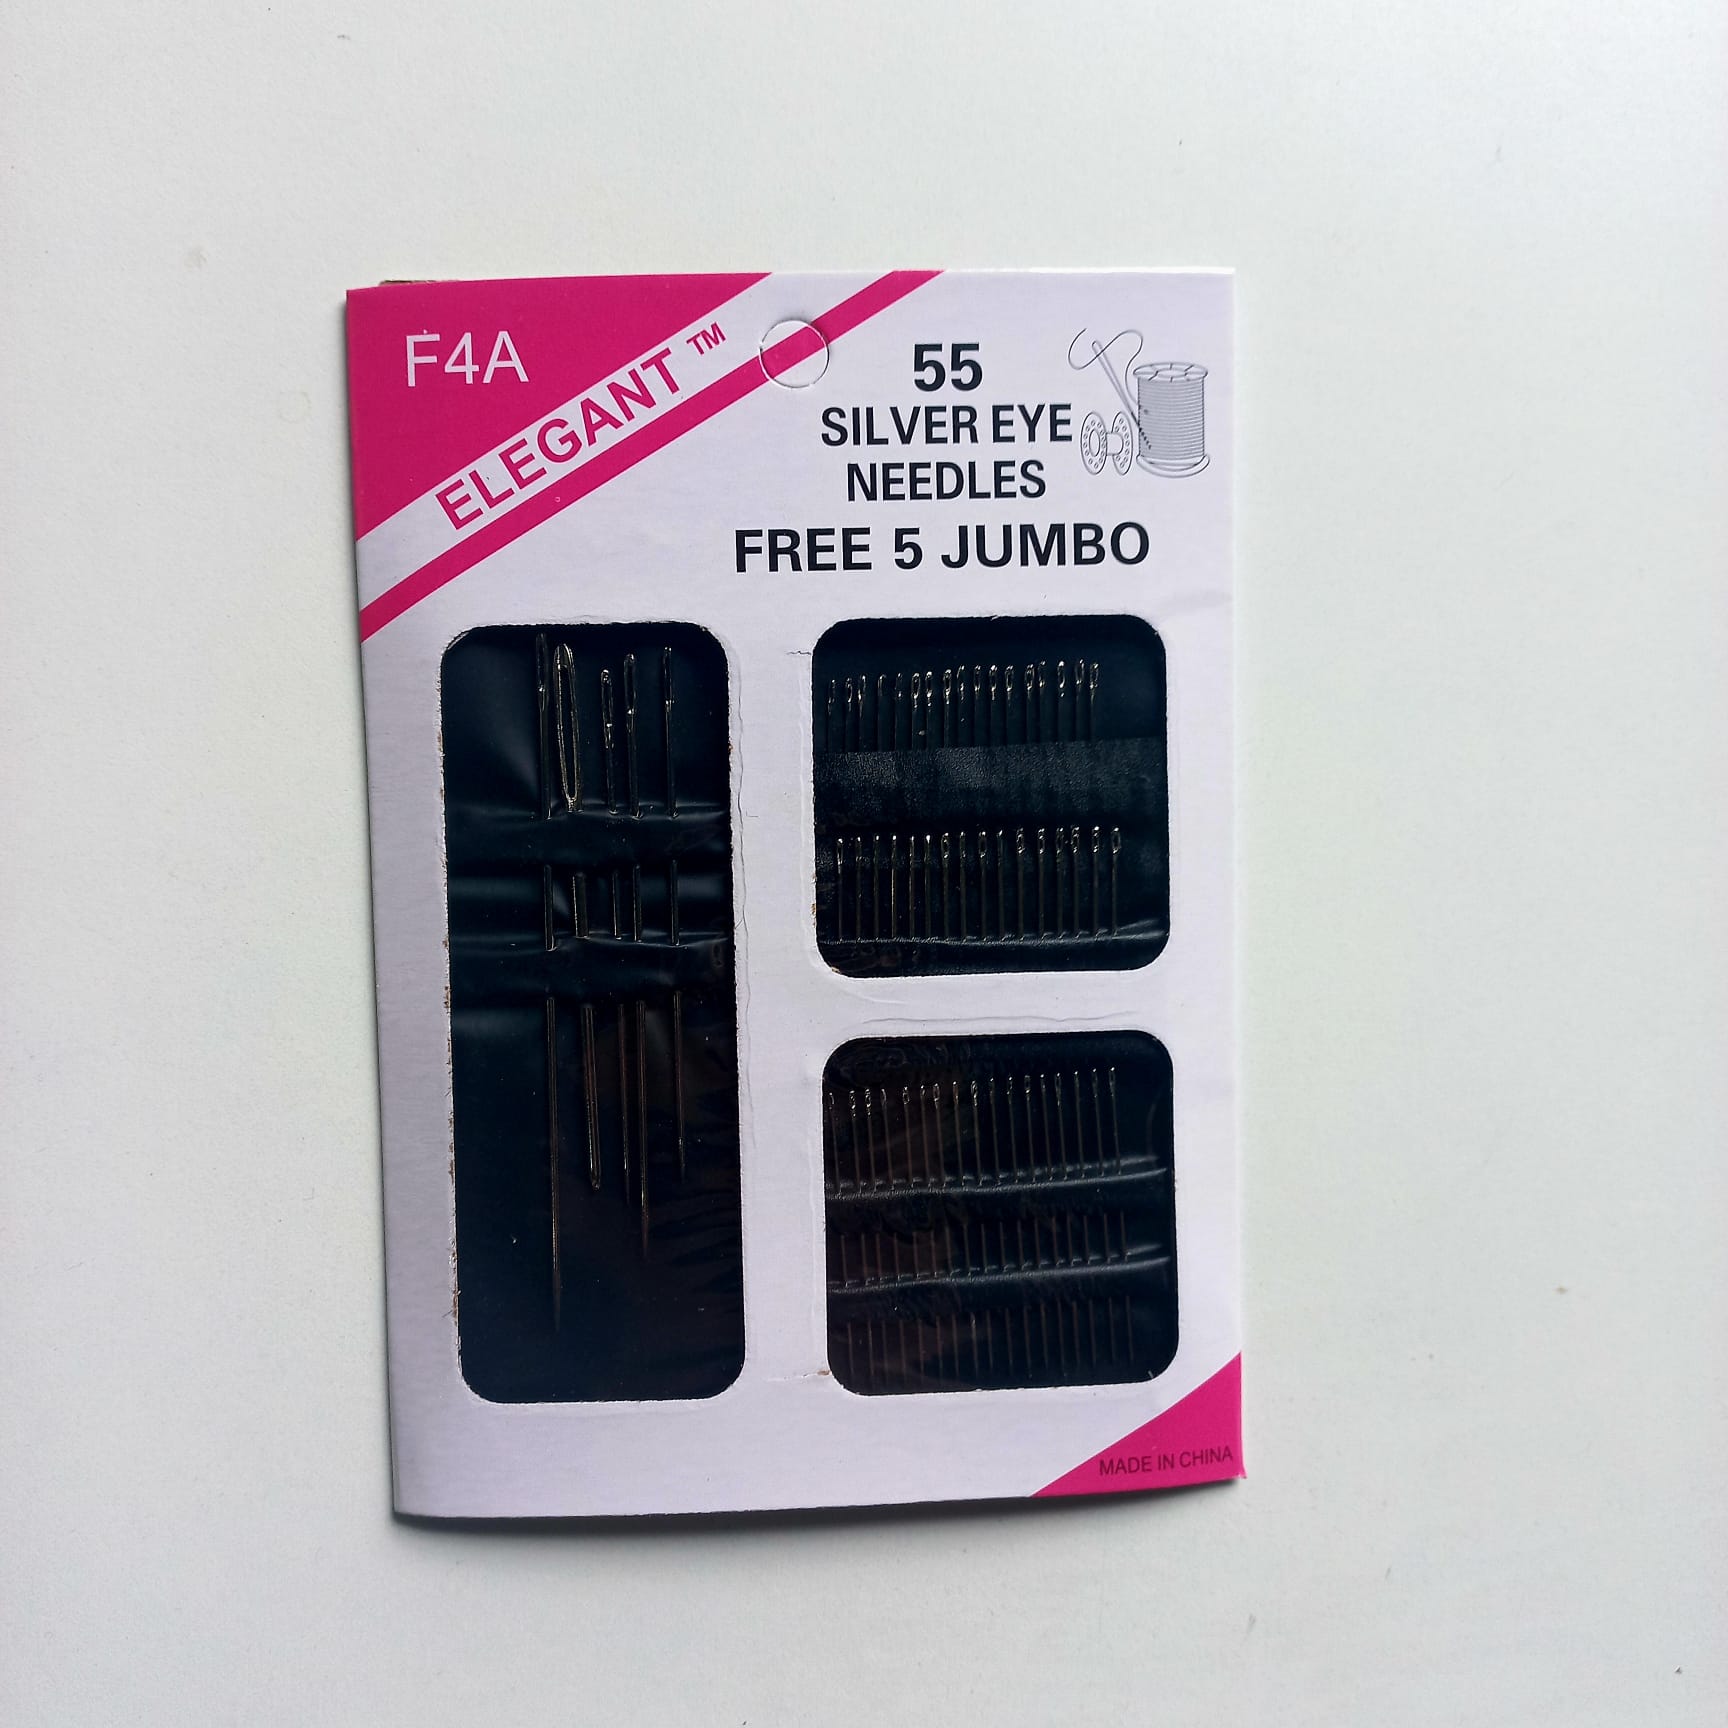 F4A
ELEGANT™
55
SILVER EYE
NEEDLES
FREE 5 JUMBO
MADE IN CHINA